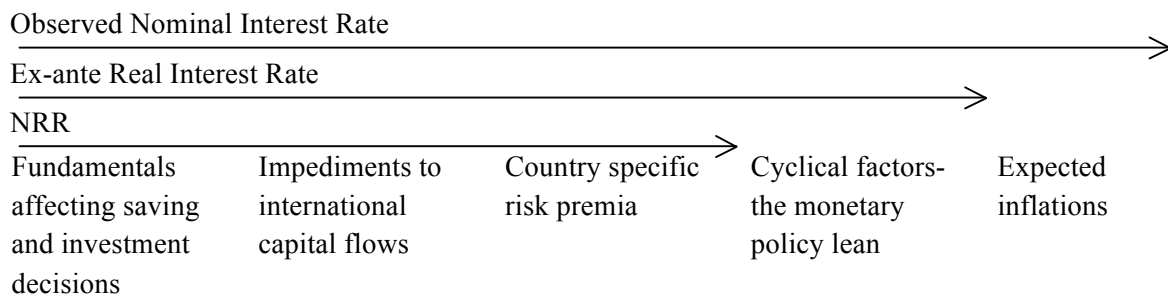 Observed Nominal Interest Rate
Ex-ante Real Interest Rate
NRR
Fundamentals
affecting saving
and investment
decisions
Impediments to
international
capital flows
Country specific
risk premia
Cyclical factors-
the monetary
policy lean
Expected
inflations